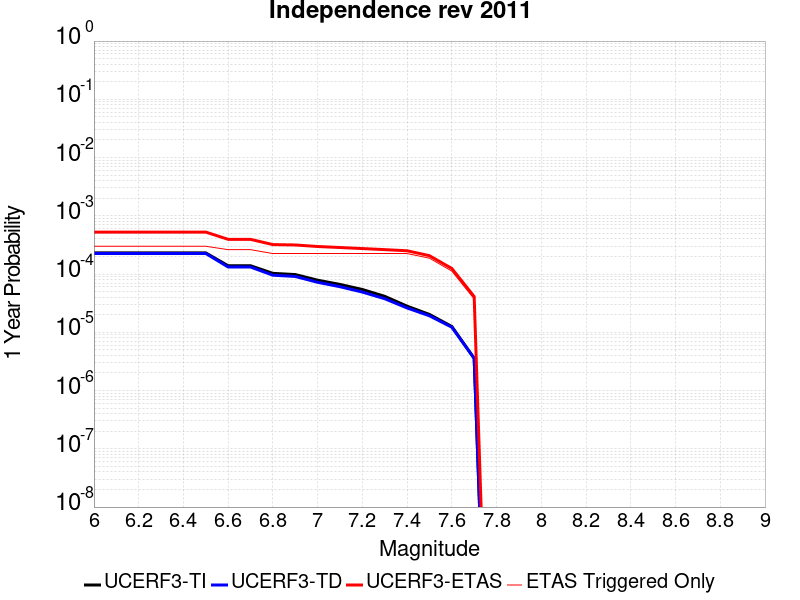 Independence rev 2011
10^0
10^-1
10^-2
10^-3
10^-4
10^-5
10^-6
10^-7
10^-8
1 Year Probability
6 6.2 6.4 6.6 6.8 7 7.2 7.4 7.6 7.8 8 8.2 8.4 8.6 8.8 9
Magnitude
UCERF3-TI UCERF3-TD UCERF3-ETAS ETAS Triggered Only